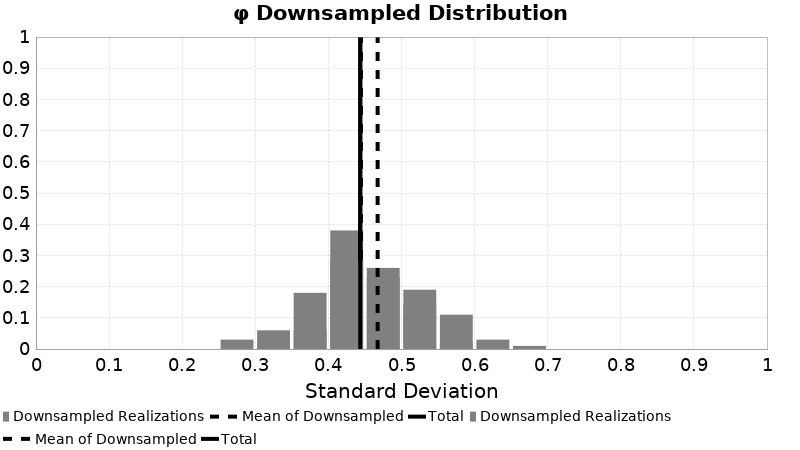 φ Downsampled Distribution
1
0.9
0.8
0.7
0.6
0.5
0.4
0.3
0.2
0.1
0
0 0.1 0.2 0.3 0.4 0.5 0.6 0.7 0.8 0.9 1
Standard Deviation
Downsampled Realizations Mean of Downsampled Total Downsampled Realizations
Mean of Downsampled Total